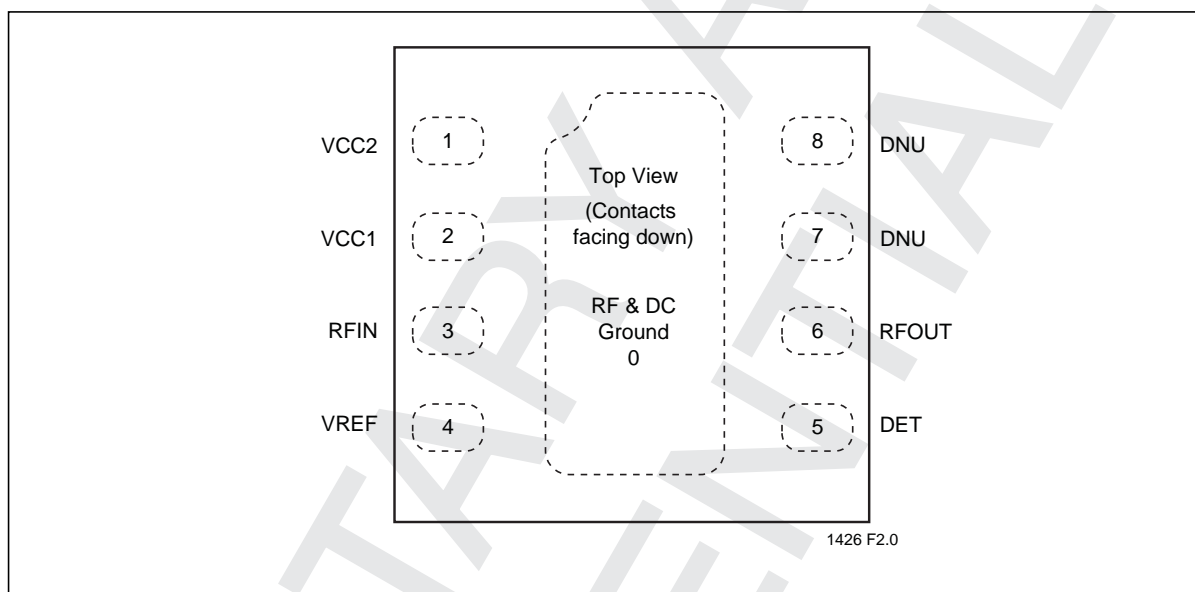 VCC2 1 8 DNU
Top View
(Contacts
facing down)
VCC1 2 7 DNU
RF & DC
Ground
0
RFIN 3 6 RFOUT
VREF 4 5 DET
1426 F2.0